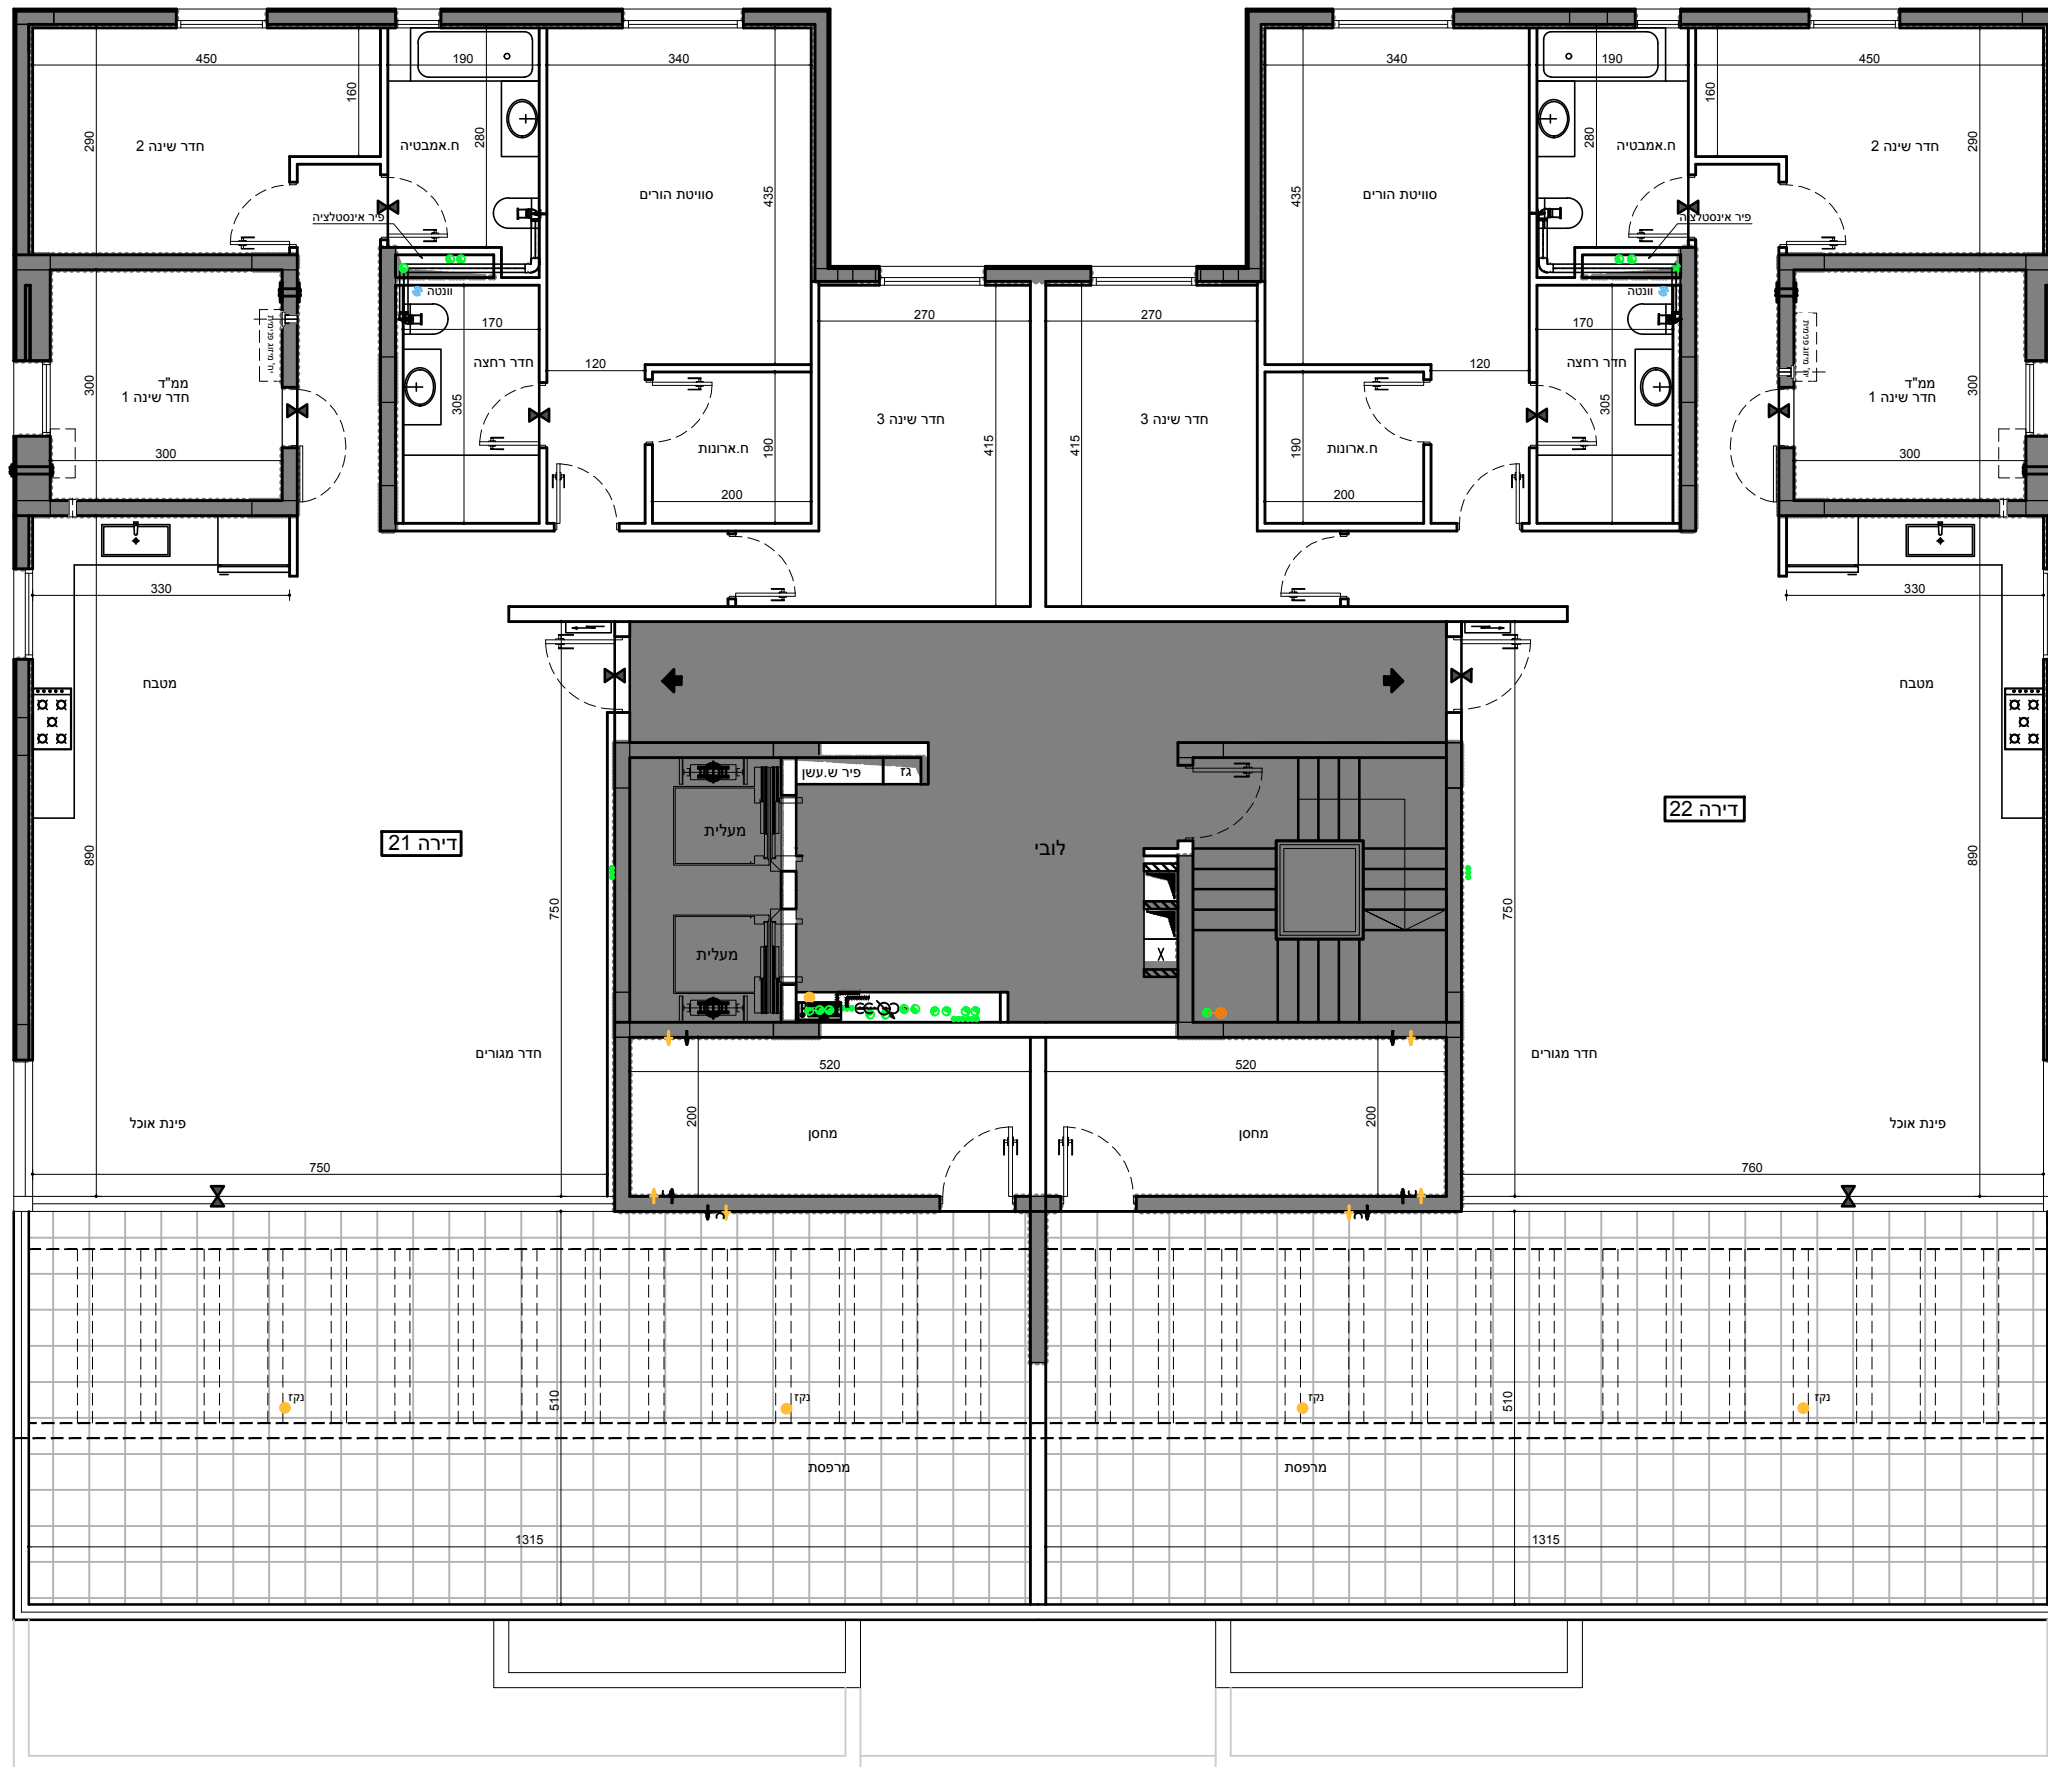 450
190
340
340
190
450
160
290
280
435
435
280
160
290
חדר שינה 2
ח.אמבטיה
סוויטת הורים
סוויטת הורים
ח.אמבטיה
חדר שינה 2
פיר אינסטלציה
פיר אינסטלציה
וונטה
וונטה
170
270
270
170
חדר רחצה
120
120
חדר רחצה
ממ"ד
חדר שינה 1
ממ"ד
חדר שינה 1
300
305
305
300
חדר שינה 3
חדר שינה 3
ח.ארונות
190
415
415
190
ח.ארונות
300
200
200
300
330
330
מטבח
מטבח
פיר ש.עשן
גז
מעלית
לובי
דירה 21
דירה 22
890
750
750
890
מעלית
X
חדר מגורים
חדר מגורים
520
520
פינת אוכל
200
מחסן
מחסן
200
פינת אוכל
750
760
נקז
510
נקז
נקז
510
נקז
מרפסת
מרפסת
1315
1315